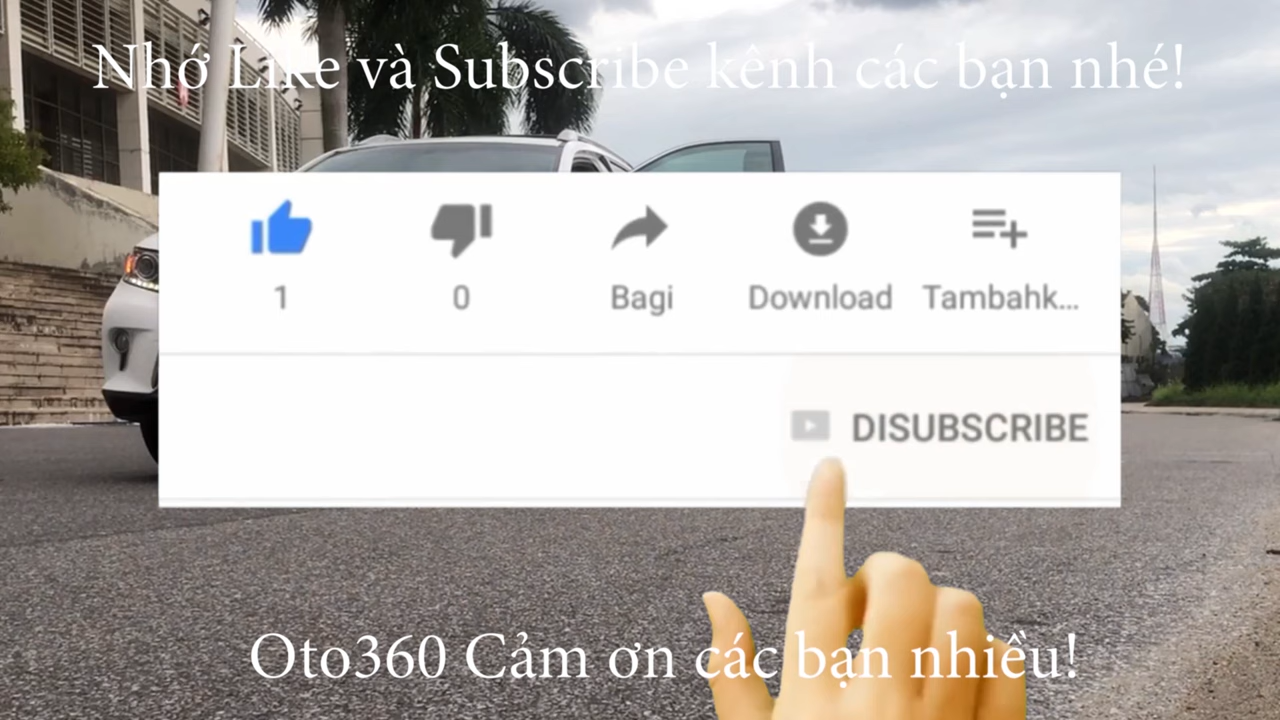 Nhớ Like và Subscribe kênh các bạn nhé!
1 0 Bagi Download Tambahk...
DISUBSCRIBE
Oto360 Cảm ơn các bạn nhiều!